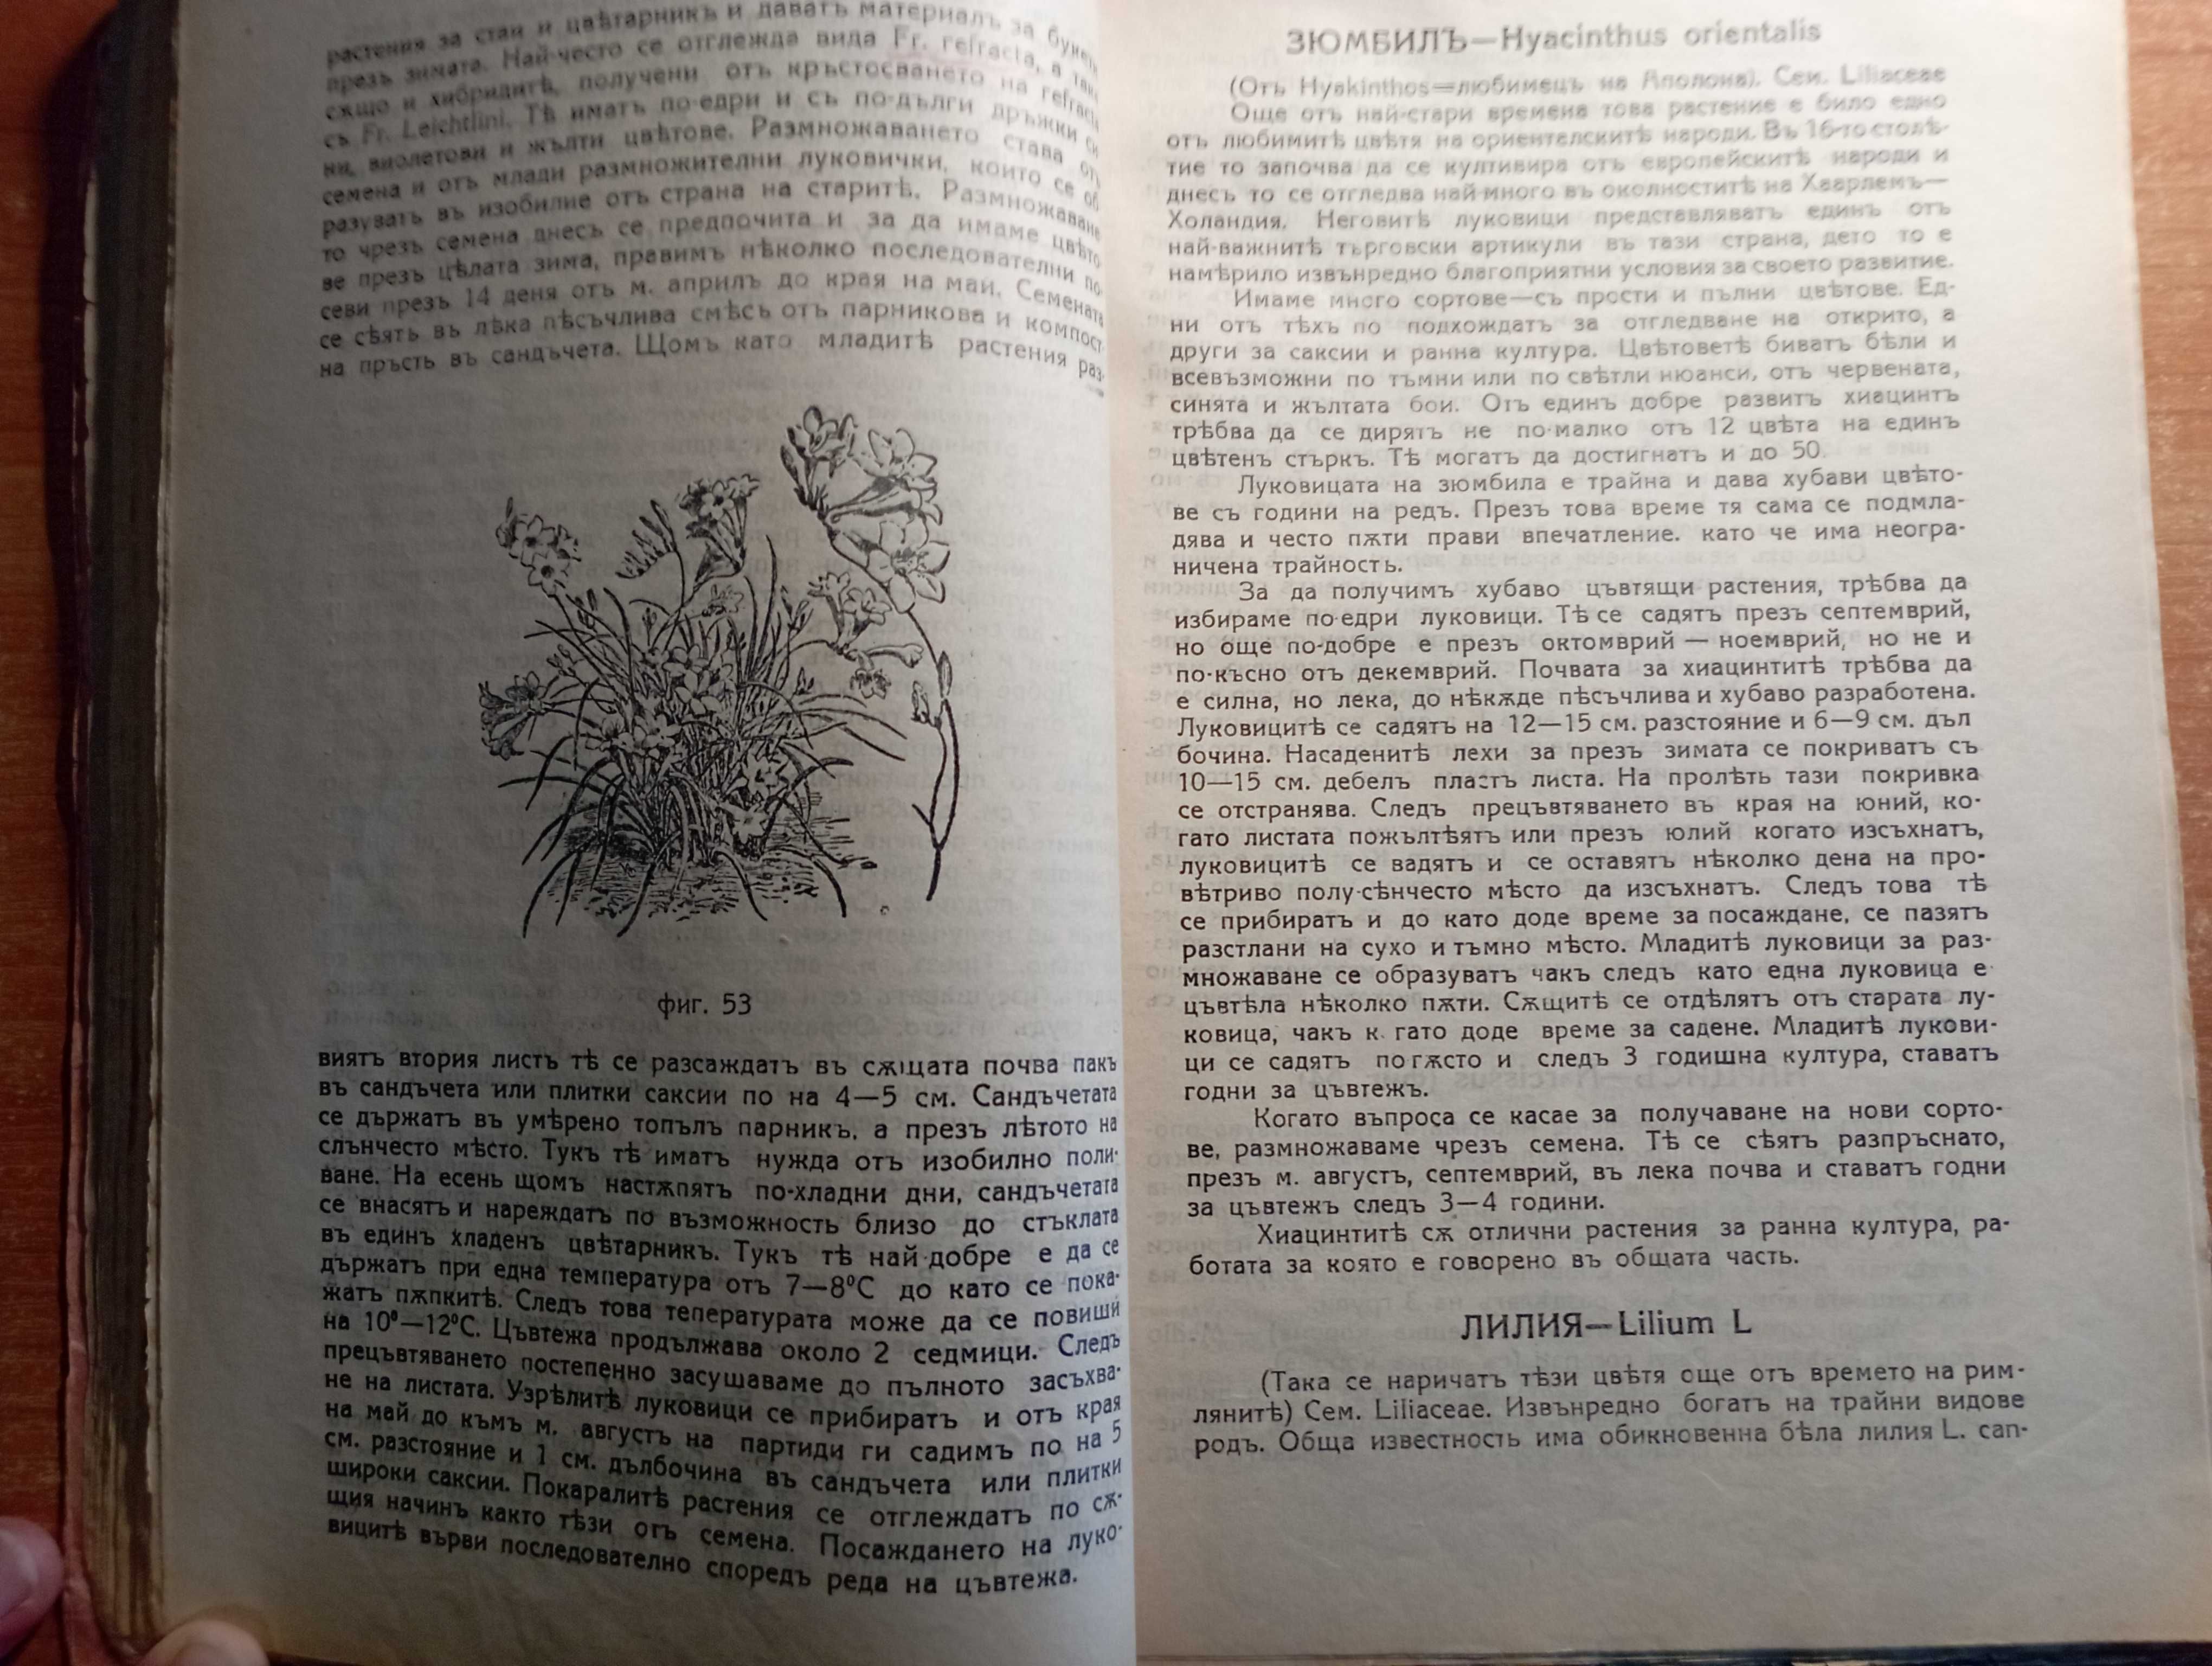 растения за стаи и цвѣтарникъ и даватъ материалъ за буке
презъ зимата. Най-често се отглежда вида Fr. refracta, а така
сжщо и хибридитѣ, получени отъ кръстосването на refracta
съ Fr. Leichtlini. Тѣ иматъ по-едри и съ по-дълги дръжки си
ни, виолетови и жълти цвѣтове. Размножаването става отъ
семена и отъ млади размножителни луковички, които се об
разуватъ въ изобилие отъ страна на старитѣ. Размножаване
то чрезъ семена днесъ се предпочита и за да имаме цвѣто
ве презъ цѣлата зима, правимъ нѣколко последователни по
севи презъ 14 деня отъ м. априлъ до края на май. Семената
се сѣятъ въ лѣка пѣсъчлива смѣсь отъ парникова и компост-
на пръсть въ сандъчета. Щомъ като младитѣ растения раз-
фиг. 53
виятъ втория листъ тѣ се разсаждатъ въ сѫщата почва пакъ
въ сандъчета или плитки саксии по на 4—5 см. Сандъчетата
се държатъ въ умѣрено топълъ парникъ, а презъ лѣтото на
слънчесто мѣсто. Тукъ тѣ иматъ нужда отъ изобилно поли-
ване. На есень щомъ настѫпятъ по-хладни дни, сандъчетата
се внасятъ и нареждатъ по възможность близо до стъклата
въ единъ хладенъ цвѣтарникъ. Тукъ тѣ най-добре е да се
държатъ при една температура отъ 7—8°С до като се пока-
жатъ пѫпкитѣ. Следъ това тепературата може да се повиши
на 10°—12°С. Цъвтежа продължава около 2 седмици. Следъ
прецъвтяването постепенно засушаваме до пълното засъхва-
не на листата. Узрѣлитѣ луковици се прибиратъ и отъ края
на май до къмъ м. августъ на партиди ги садимъ по на 5
см. разстояние и 1 см. дълбочина въ сандъчета или плитки
широки саксии. Покаралитѣ растения се отглеждатъ по сѫ-
щия начинъ както тѣзи отъ семена. Посаждането на луко-
вицитѣ върви последователно споредъ реда на цъвтежа.
ЗЮМБИЛЪ—Hyacinthus orientalis
(Отъ Hyakinthos=любимецъ на Аполона). Сем. Liliaceae
Още отъ най-стари времена това растение е било едно
отъ любимитѣ цвѣтя на ориенталскитѣ народи. Въ 16-то столѣ-
тие то започва да се култивира отъ европейскитѣ народи и
днесъ то се отгледва най-много въ околноститѣ на Хаарлемъ—
Холандия. Неговитѣ луковици представляватъ единъ отъ
най-важнитѣ търговски артикули въ тази страна, дето то е
намѣрило извънредно благоприятни условия за своето развитие.
Имаме много сортове—съ прости и пълни цвѣтове. Ед-
ни отъ тѣхъ по подхождатъ за отгледване на открито, а
други за саксии и ранна култура. Цвѣтоветѣ биватъ бѣли и
всевъзможни по тъмни или по свѣтли нюанси, отъ червената,
синята и жълтата бои. Отъ единъ добре развитъ хиацинтъ
трѣбва да се дирятъ не по-малко отъ 12 цвѣта на единъ
цвѣтенъ стъркъ. Тѣ могатъ да достигнатъ и до 50.
Луковицата на зюмбила е трайна и дава хубави цвѣто-
ве съ години на редъ. Презъ това време тя сама се подмла-
дява и често пѫти прави впечатление. като че има неогра-
ничена трайность.
За да получимъ хубаво цъвтящи растения, трѣбва да
избираме по-едри луковици. Тѣ се садятъ презъ септемврий,
но още по-добре е презъ октомврий — ноемврий, но не и
по-късно отъ декемврий. Почвата за хиацинтитѣ трѣбва да
е силна, но лека, до нѣкѫде пѣсъчлива и хубаво разработена.
Луковицитѣ се садятъ на 12—15 см. разстояние и 6—9 см. дъл
бочина. Насаденитѣ лехи за презъ зимата се покриватъ съ
10—15 см. дебелъ пластъ листа. На пролѣть тази покривка
се отстранява. Следъ прецъвтяването въ края на юний, ко-
гато листата пожълтѣятъ или презъ юлий когато изсъхнатъ,
луковицитѣ се вадятъ и се оставятъ нѣколко дена на про-
вѣтриво полу-сѣнчесто мѣсто да изсъхнатъ. Следъ това тѣ
се прибиратъ и до като доде време за посаждане, се пазятъ
разстлани на сухо и тъмно мѣсто. Младитѣ луковици за раз-
множаване се образуватъ чакъ следъ като една луковица е
цъвтѣла нѣколко пѫти. Сѫщитѣ се отдѣлятъ отъ старата лу-
ковица, чакъ к гато доде време за садене. Младитѣ лукови-
ци се садятъ по гѫсто и следъ 3 годишна култура, ставатъ
годни за цъвтежъ.
Когато въпроса се касае за получаване на нови сорто-
ве, размножаваме чрезъ семена. Тѣ се сѣятъ разпръснато,
презъ м. августъ, септемврий, въ лека почва и ставатъ годни
за цъвтежъ следъ 3—4 години.
Хиацинтитѣ сѫ отлични растения за ранна култура, ра-
ботата за която е говорено въ общата часть.
ЛИЛИЯ—Lilium L
(Така се наричатъ тѣзи цвѣтя още отъ времето на рим-
лянитѣ) Сем. Liliaceae. Извънредно богатъ на трайни видове
родъ. Обща известность има обикновенна бѣла лилия L. can-